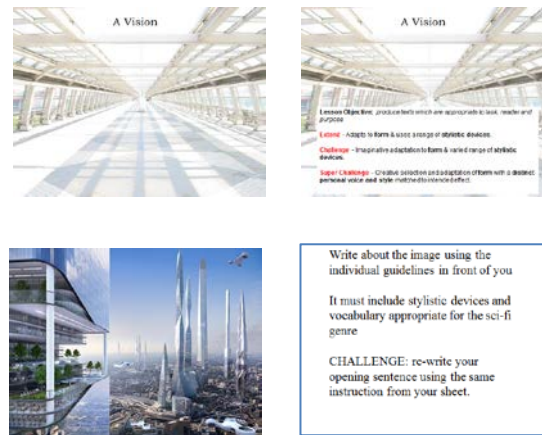 A Vision
A Vision
Lesson Objective: produce texts which are appropriate to task, reader and
purpose
Extend - Adapts to form & uses a range of stylistic devices.
Challenge - Imaginative adaptation to form & varied range of stylistic
devices.
Super Challenge - Creative selection and adaptation of form with a distinct
personal voice and style matched to intended effect.
Write about the image using the
individual guidelines in front of you
It must include stylistic devices and
vocabulary appropriate for the sci-fi
genre
CHALLENGE: re-write your
opening sentence using the same
instruction from your sheet.